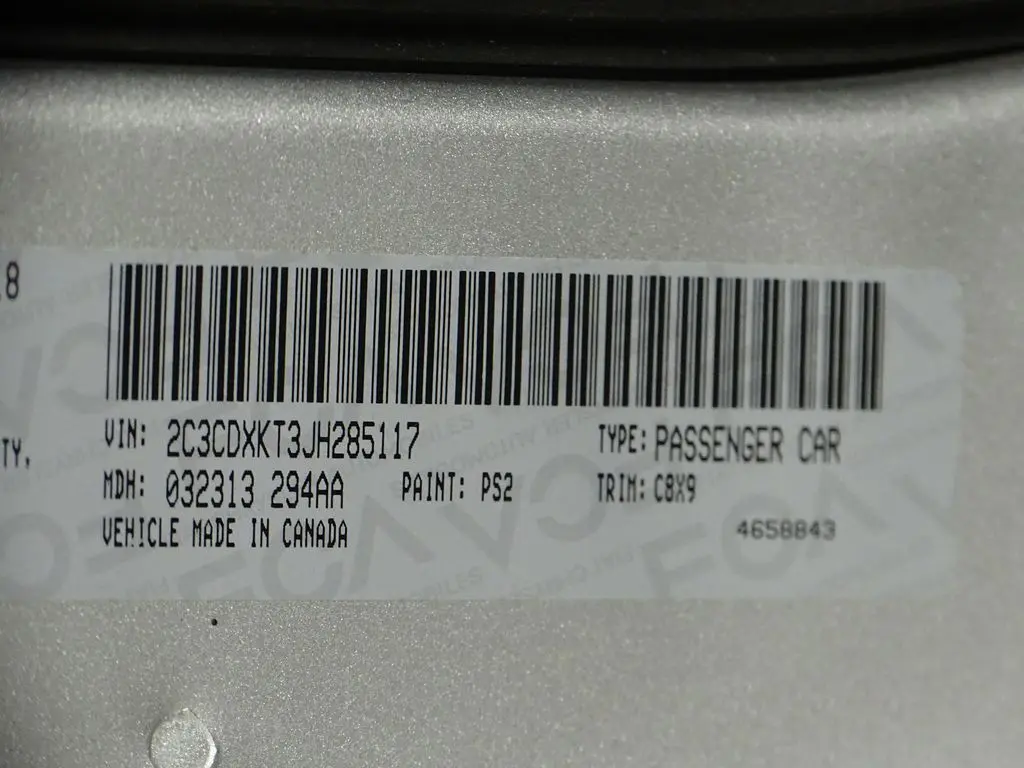 .8
TY.
VIN: 2C3CDXKT3JH285117 TYPE: PASSENGER CAR
MDH: 032313 294AA PAINT: PS2 TRIM: C8X9
VEHICLE MADE IN CANADA 4658843